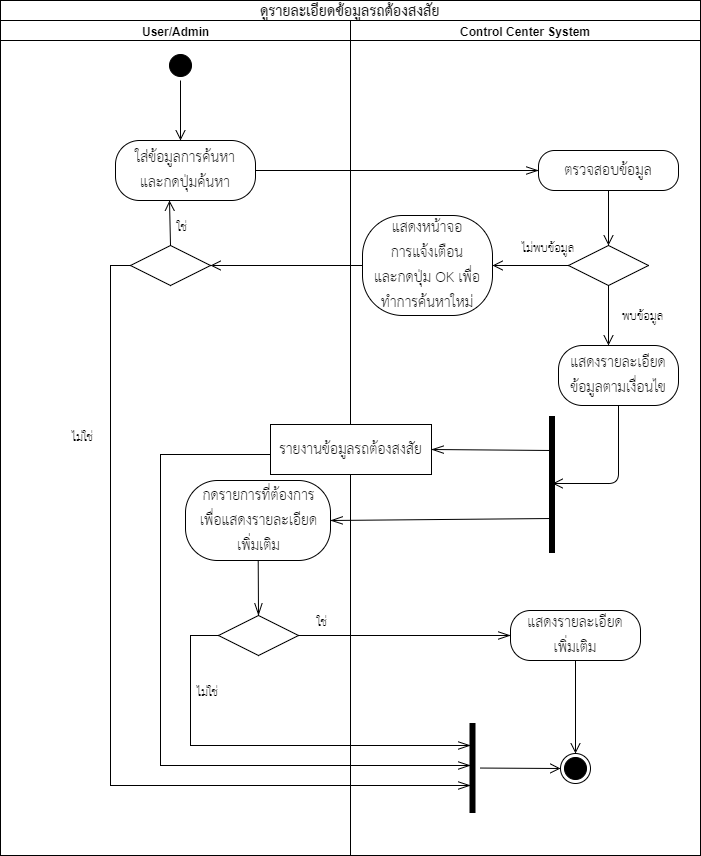 ดูรายละเอียดข้อมูลรถต้องสงสัย
User/Admin
Control Center System
ใส่ข้อมูลการค้นหา
และกดปุ่มค้นหา
ตรวจสอบข้อมูล
ใช่
แสดงหน้าจอ
การแจ้งเตือน
และกดปุ่ม OK เพื่อ
ทำการค้นหาใหม่
ไม่พบข้อมูล
พบข้อมูล
แสดงรายละเอียด
ข้อมูลตามเงื่อนไข
ไม่ใช่
รายงานข้อมูลรถต้องสงสัย
กดรายการที่ต้องการ
เพื่อแสดงรายละเอียด
เพิ่มเติม
ใช่
แสดงรายละเอียด
เพิ่มเติม
ไม่ใช่